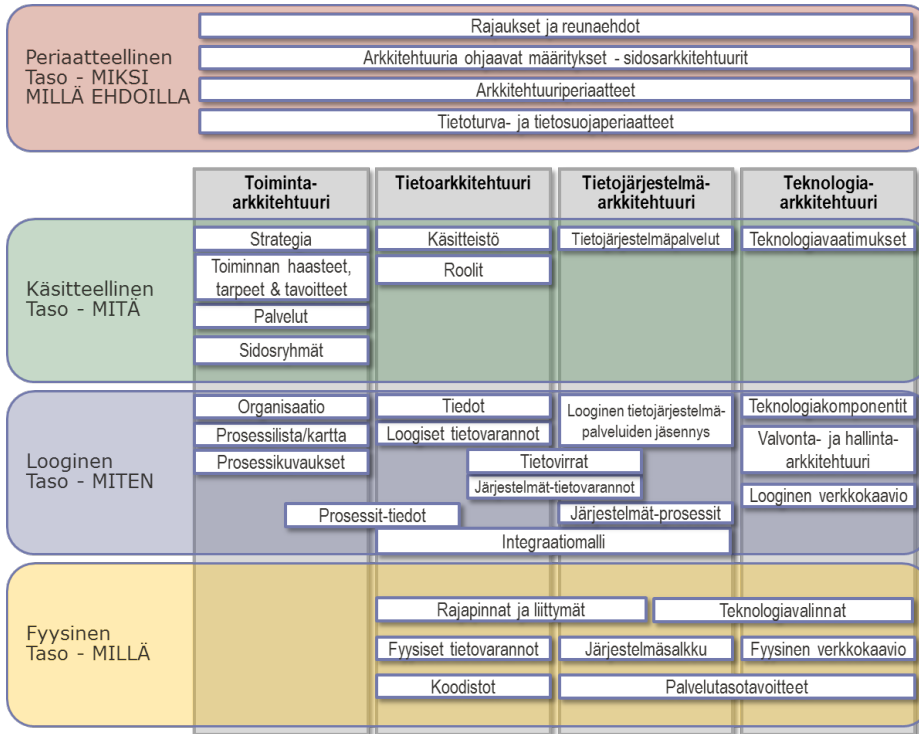 Periaatteellinen
Taso - MIKSI
MILLÄ EHDOILLA
Rajaukset ja reunaehdot
Arkkitehtuuria ohjaavat määritykset - sidosarkkitehtuurit
Arkkitehtuuriperiaatteet
Tietoturva- ja tietosuojaperiaatteet
Toiminta-
arkkitehtuuri
Tietoarkkitehtuuri
Tietojärjestelmä-
arkkitehtuuri
Teknologia-
arkkitehtuuri
Käsitteellinen
Taso - MITÄ
Strategia
Toiminnan haasteet,
tarpeet & tavoitteet
Palvelut
Sidosryhmät
Käsitteistö
Roolit
Tietojärjestelmäpalvelut
Teknologiavaatimukset
Looginen
Taso - MITEN
Organisaatio
Prosessilista/kartta
Prosessikuvaukset
Tiedot
Loogiset tietovarannot
Looginen tietojärjestelmä-
palveluiden jäsennys
Tietovirrat
Järjestelmät-tietovarannot
Prosessit-tiedot
Järjestelmät-prosessit
Integraatiomalli
Teknologiakomponentit
Valvonta- ja hallinta-
arkkitehtuuri
Looginen verkkokaavio
Fyysinen
Taso - MILLÄ
Rajapinnat ja liittymät
Teknologiavalinnat
Fyysiset tietovarannot
Järjestelmäsalkku
Fyysinen verkkokaavio
Koodistot
Palvelutasotavoitteet